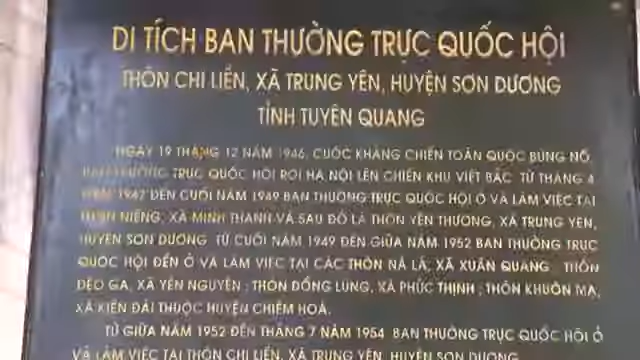 DI TÍCH BAN THƯỜNG TRỰC QUỐC HỘI
THÔN CHI LIỀN, XÃ TRUNG YÊN, HUYỆN SƠN DƯƠNG
TỈNH TUYÊN QUANG
NGÀY 19 THÁNG 12 NĂM 1946, CUỘC KHÁNG CHIẾN TOÀN QUỐC BÙNG NỔ,
BAN THƯỜNG TRỰC QUỐC HỘI RỜI HÀ NỘI LÊN CHIẾN KHU VIỆT BẮC. TỪ THÁNG 4
NĂM 1947 ĐẾN CUỐI NĂM 1949 BAN THƯỜNG TRỰC QUỐC HỘI Ở VÀ LÀM VIỆC TẠI
THÔN NIẾNG, XÃ MINH THANH VÀ SAU ĐÓ LÀ THÔN YÊN THƯỢNG, XÃ TRUNG YÊN,
HUYỆN SƠN DƯƠNG. TỪ CUỐI NĂM 1949 ĐẾN GIỮA NĂM 1952 BAN THƯỜNG TRỰC
QUỐC HỘI ĐẾN Ở VÀ LÀM VIỆC TẠI CÁC THÔN NÀ LÀ, XÃ XUÂN QUANG; THÔN
ĐÈO GA, XÃ YÊN NGUYÊN; THÔN ĐỒNG LŨNG, XÃ PHÚC THỊNH; THÔN KHUÔN MẠ,
XÃ KIÊN ĐÀI THUỘC HUYỆN CHIÊM HOÁ.
TỪ GIỮA NĂM 1952 ĐẾN THÁNG 7 NĂM 1954 BAN THƯỜNG TRỰC QUỐC HỘI Ở
VÀ LÀM VIỆC TẠI THÔN CHI LIỀN, XÃ TRUNG YÊN, HUYỆN SƠN DƯƠNG